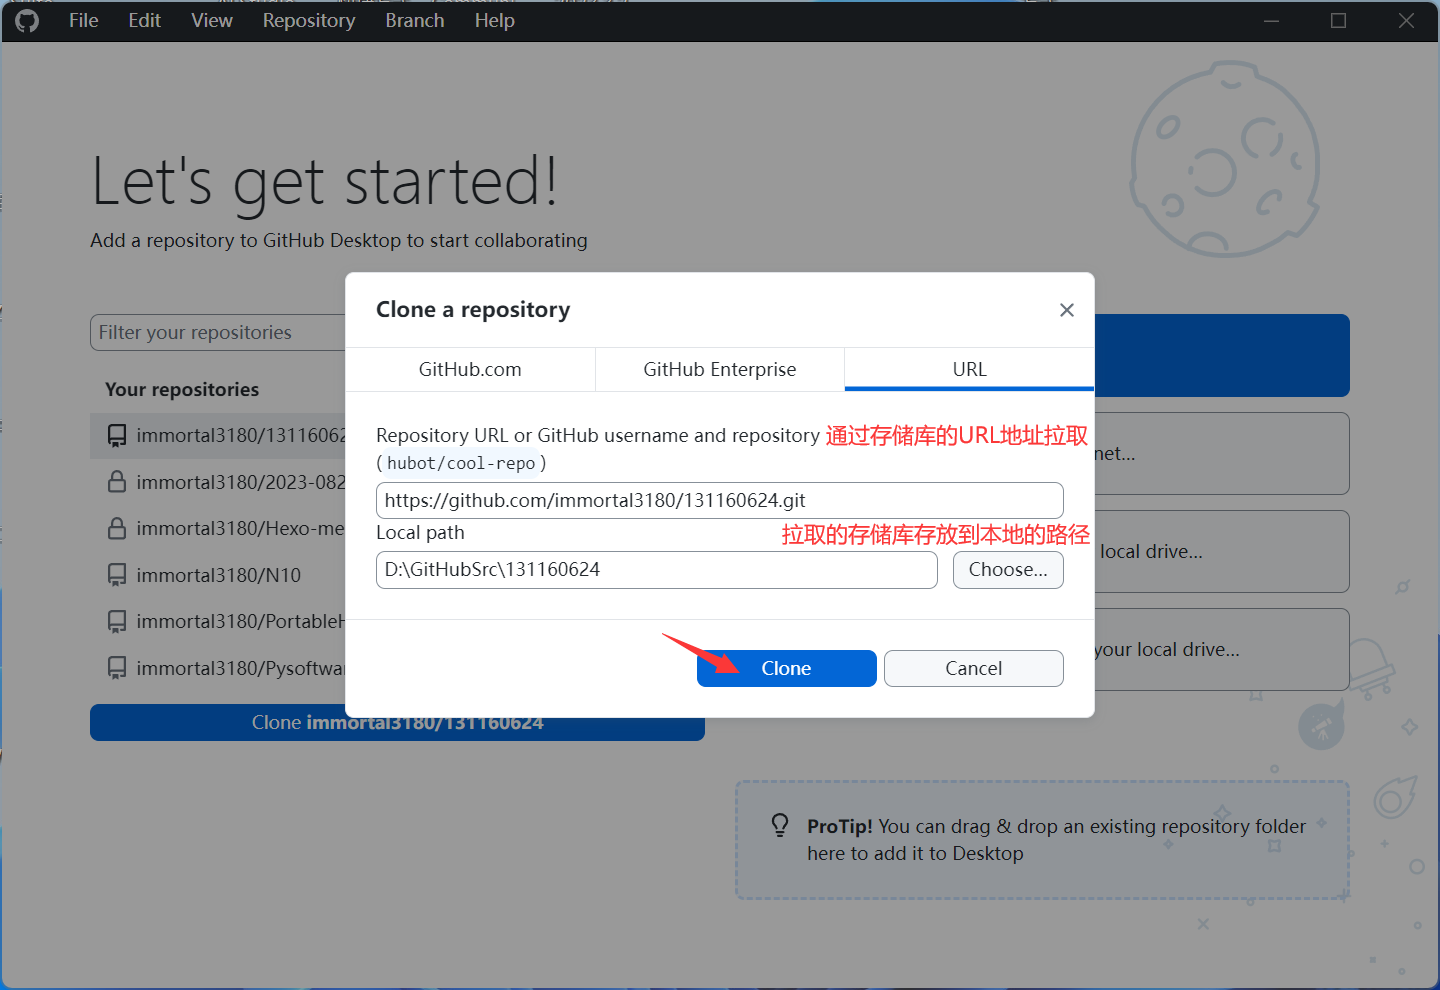 File Edit View Repository Branch Help
Let's get started!
Add a repository to GitHub Desktop to start collaborating
Filter your repositories
Your repositories
immortal3180/13116062
immortal3180/2023-082
immortal3180/Hexo-me
immortal3180/N10
immortal3180/Portable
immortal3180/Pysoftwar
Clone immortal3180/131160624
Clone a repository
GitHub.com GitHub Enterprise URL
Repository URL or GitHub username and repository 通过存储库的URL地址拉取
(hubot/cool-repo)
https://github.com/immortal3180/131160624.git
Local path 拉取的存储库存放到本地的路径
D:\GitHubSrc\131160624 Choose...
Clone Cancel
net...
local drive...
your local drive...
ProTip! You can drag & drop an existing repository folder
here to add it to Desktop